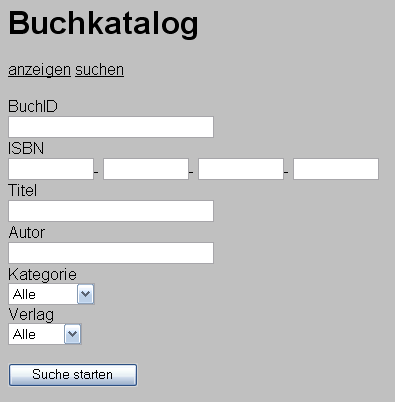 Buchkatalog
anzeigen suchen
BuchID
ISBN
- - -
Titel
Autor
Kategorie
Alle
Verlag
Alle
Suche starten